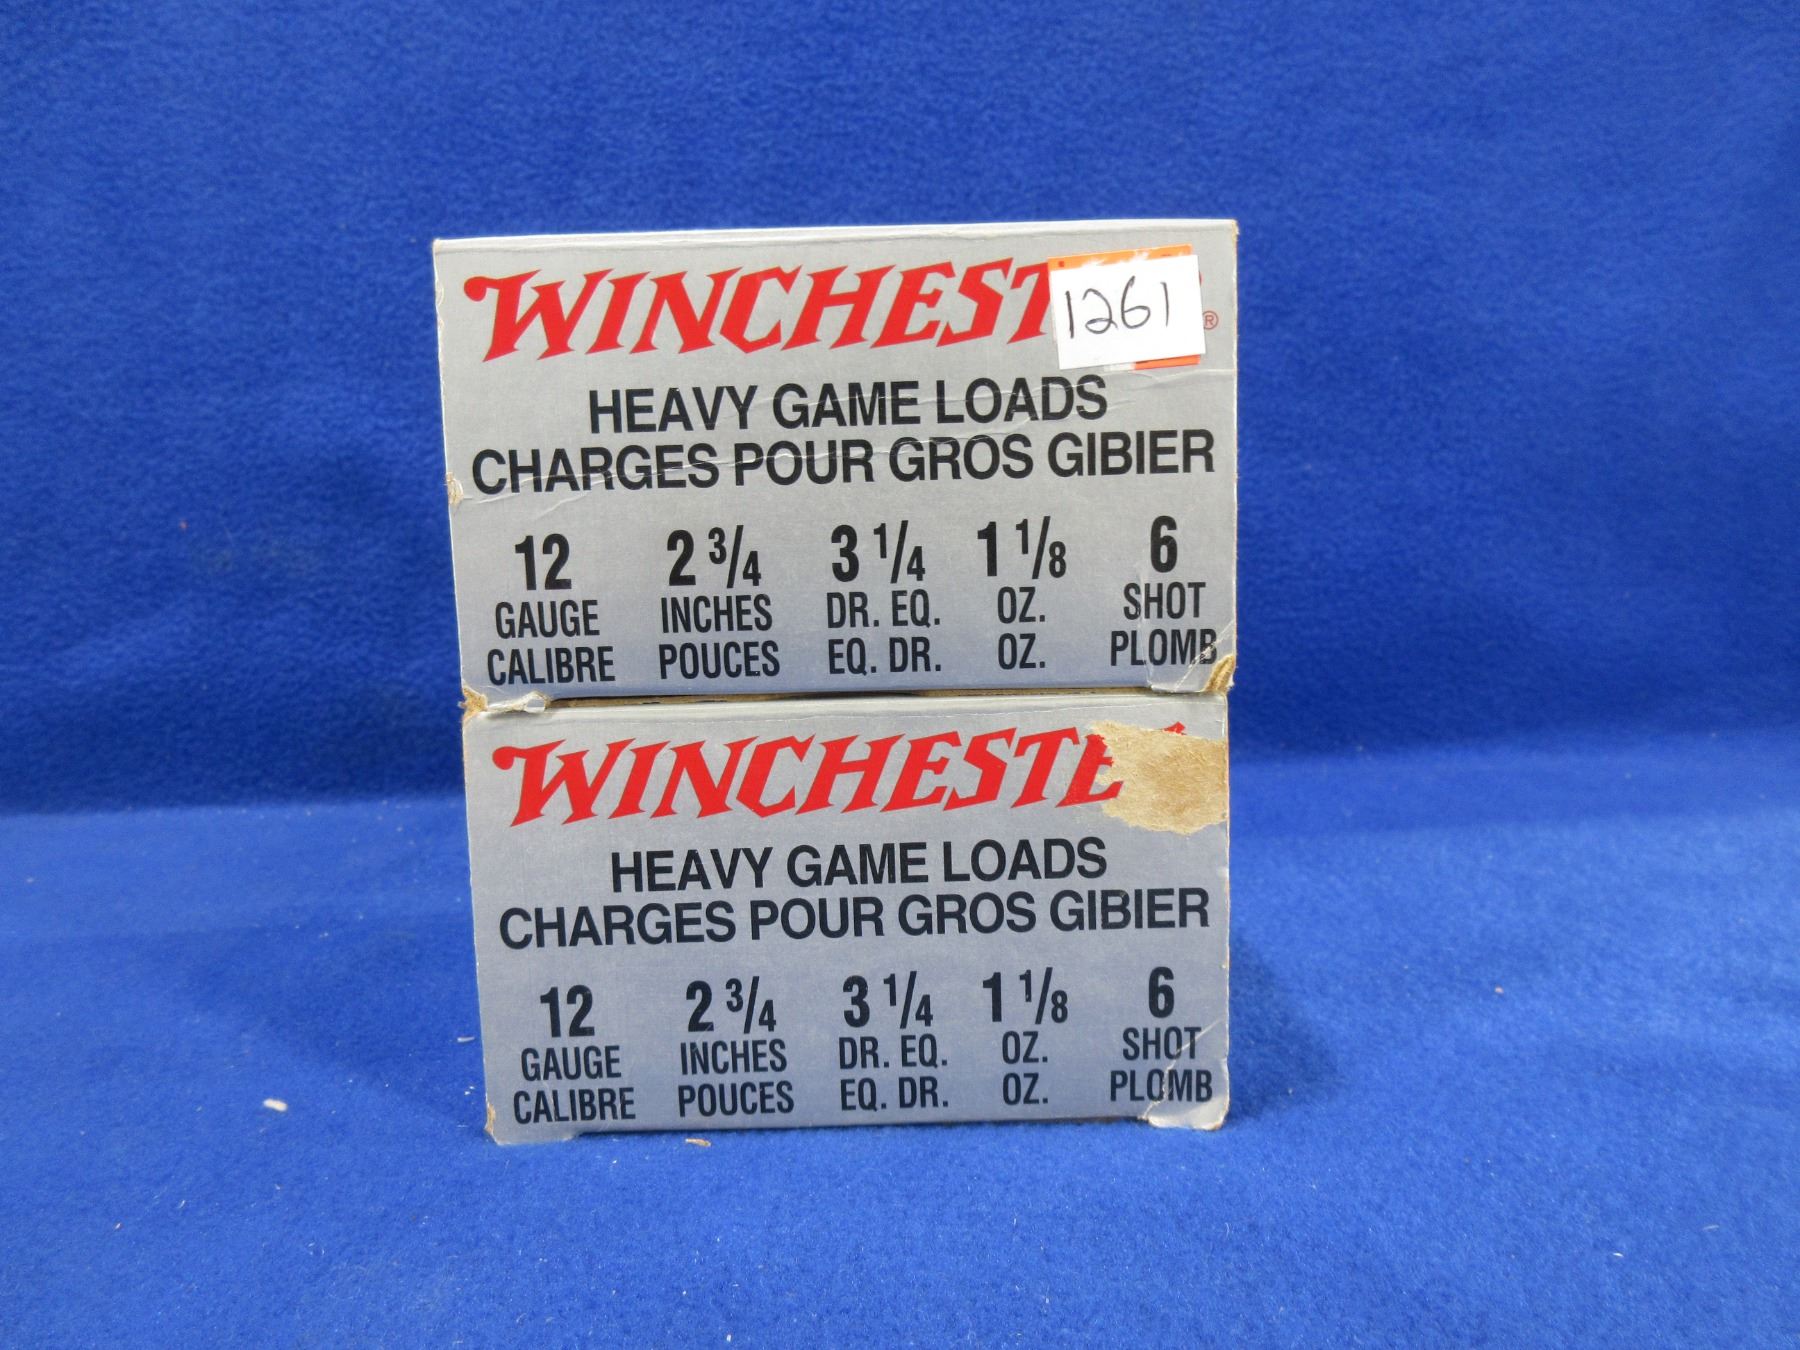 WINCHEST
1261
®
HEAVY GAME LOADS
CHARGES POUR GROS GIBIER
12 2 3/4 3 1/4 1 1/8 6
GAUGE INCHES DR. EQ. OZ. SHOT
CALIBRE POUCES EQ. DR. OZ. PLOMB
WINCHESTE
HEAVY GAME LOADS
CHARGES POUR GROS GIBIER
12 2 3/4 3 1/4 1 1/8 6
GAUGE INCHES DR. EQ. OZ. SHOT
CALIBRE POUCES EQ. DR. OZ. PLOMB